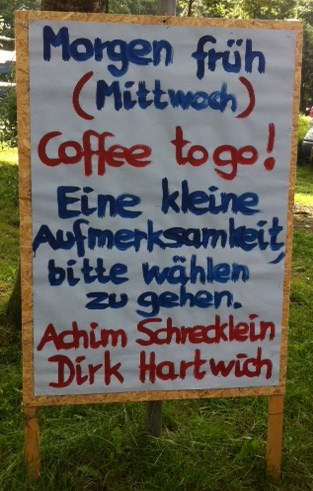 Morgen früh
(Mittwoch)
Coffee to go!
Eine kleine
Aufmerksamkeit,
bitte wählen
zu gehen.
Achim Schrecklein
Dirk Hartwich